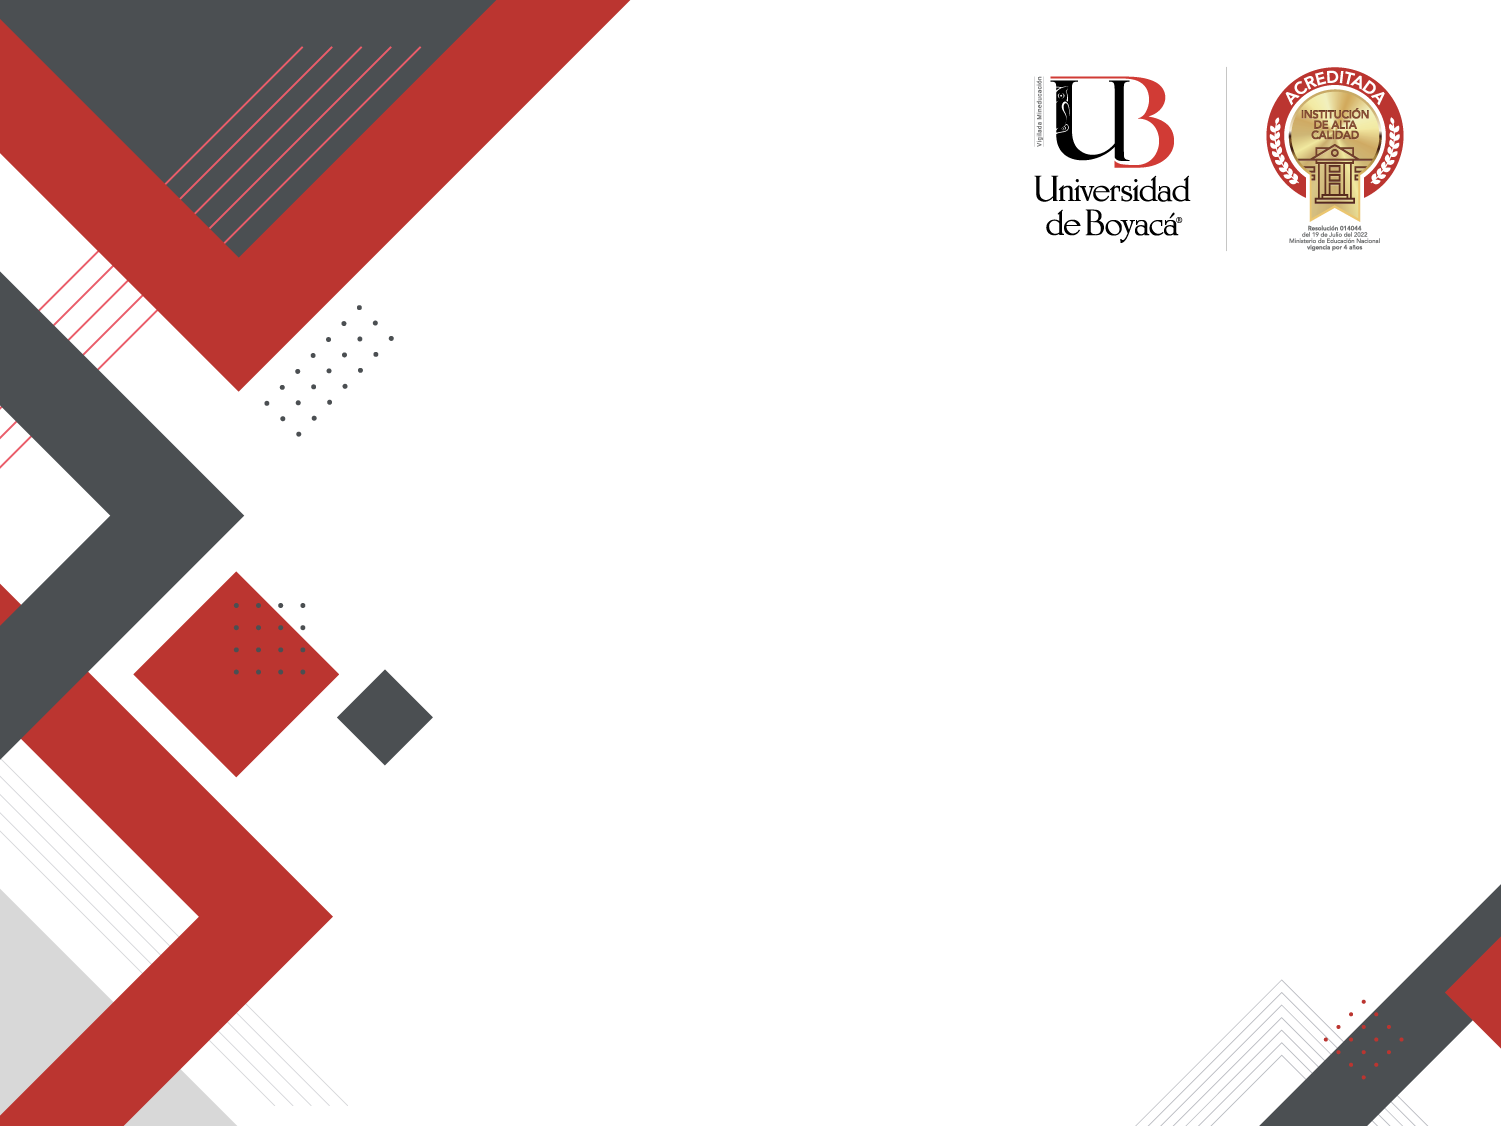 Vigilada Mineducación
UB
Universidad
de Boyacá®
ACREDITADA
INSTITUCIÓN
DE ALTA
CALIDAD
Resolución 014044
del 19 de Julio del 2022
Ministerio de Educación Nacional
vigencia por 4 años